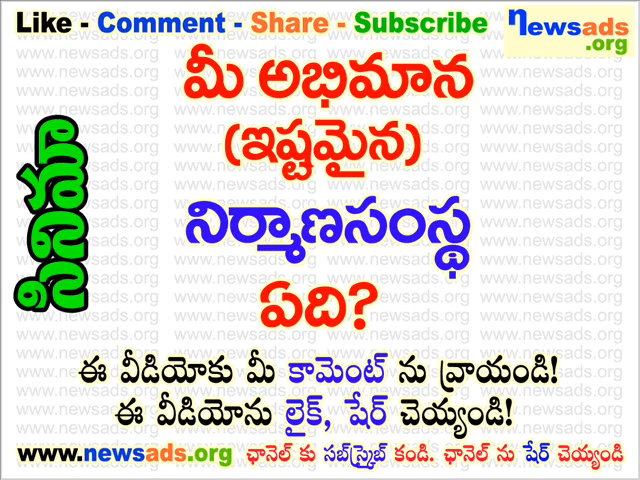 Like - Comment - Share - Subscribe
newsads
.org
మీ అభిమాన
(ఇష్టమైన)
సినిమా
నిర్మాణసంస్థ
ఏది?
ఈ వీడియోకు మీ కామెంట్ ను వ్రాయండి!
ఈ వీడియోను లైక్, షేర్ చెయ్యండి!
www.newsads.org ఛానెల్ కు సబ్‌స్క్రైబ్ కండి. ఛానెల్ ను షేర్ చెయ్యండి